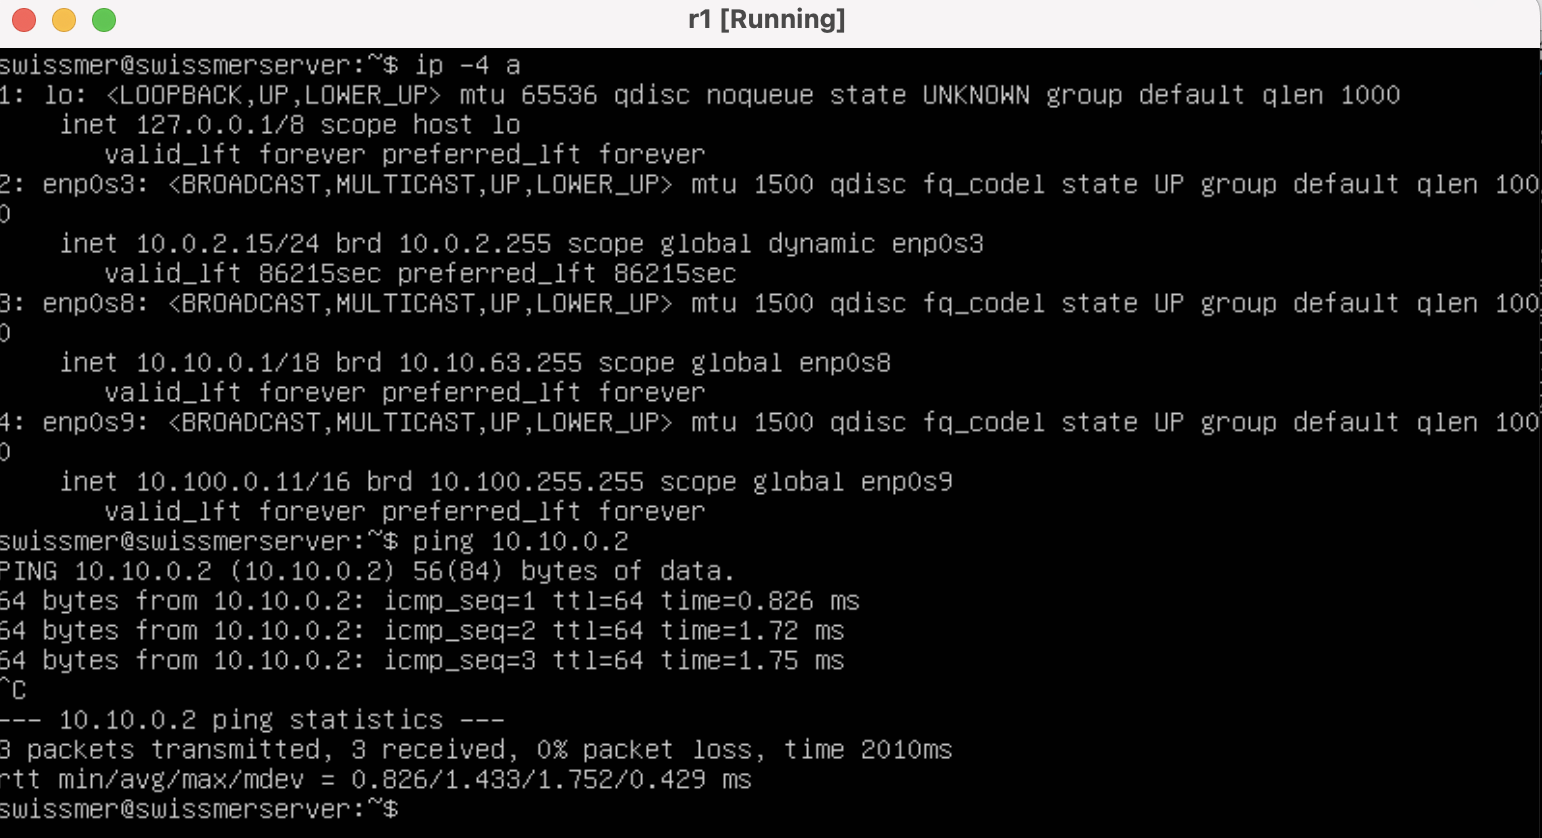 r1 [Running]
swissmer@swissmerserver:~$ ip -4 a
1: lo: <LOOPBACK,UP,LOWER_UP> mtu 65536 qdisc noqueue state UNKNOWN group default qlen 1000
inet 127.0.0.1/8 scope host lo
valid_lft forever preferred_lft forever
2: enp0s3: <BROADCAST,MULTICAST,UP,LOWER_UP> mtu 1500 qdisc fq_codel state UP group default qlen 100
0
inet 10.0.2.15/24 brd 10.0.2.255 scope global dynamic enp0s3
valid_lft 86215sec preferred_lft 86215sec
3: enp0s8: <BROADCAST,MULTICAST,UP,LOWER_UP> mtu 1500 qdisc fq_codel state UP group default qlen 100
0
inet 10.10.0.1/18 brd 10.10.63.255 scope global enp0s8
valid_lft forever preferred_lft forever
4: enp0s9: <BROADCAST,MULTICAST,UP,LOWER_UP> mtu 1500 qdisc fq_codel state UP group default qlen 100
0
inet 10.100.0.11/16 brd 10.100.255.255 scope global enp0s9
valid_lft forever preferred_lft forever
swissmer@swissmerserver:~$ ping 10.10.0.2
PING 10.10.0.2 (10.10.0.2) 56(84) bytes of data.
64 bytes from 10.10.0.2: icmp_seq=1 ttl=64 time=0.826 ms
64 bytes from 10.10.0.2: icmp_seq=2 ttl=64 time=1.72 ms
64 bytes from 10.10.0.2: icmp_seq=3 ttl=64 time=1.75 ms
^C
--- 10.10.0.2 ping statistics ---
3 packets transmitted, 3 received, 0% packet loss, time 2010ms
rtt min/avg/max/mdev = 0.826/1.433/1.752/0.429 ms
swissmer@swissmerserver:~$